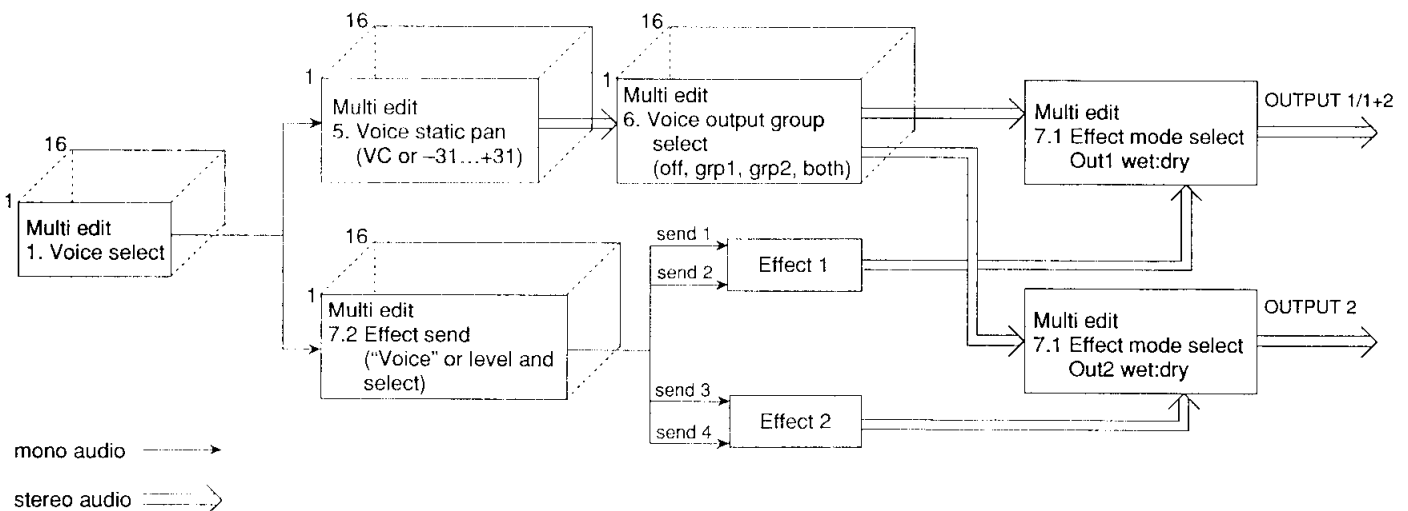 16
1
Multi edit
1. Voice select
16
1
Multi edit
5. Voice static pan
(VC or –31…+31)
16
1
Multi edit
6. Voice output group
select
(off, grp1, grp2, both)
Multi edit
7.1 Effect mode select
Out1 wet:dry
OUTPUT 1/1+2
16
1
Multi edit
7.2 Effect send
(“Voice” or level and
select)
send 1
send 2
Effect 1
send 3
send 4
Effect 2
Multi edit
7.1 Effect mode select
Out2 wet:dry
OUTPUT 2
mono audio
stereo audio